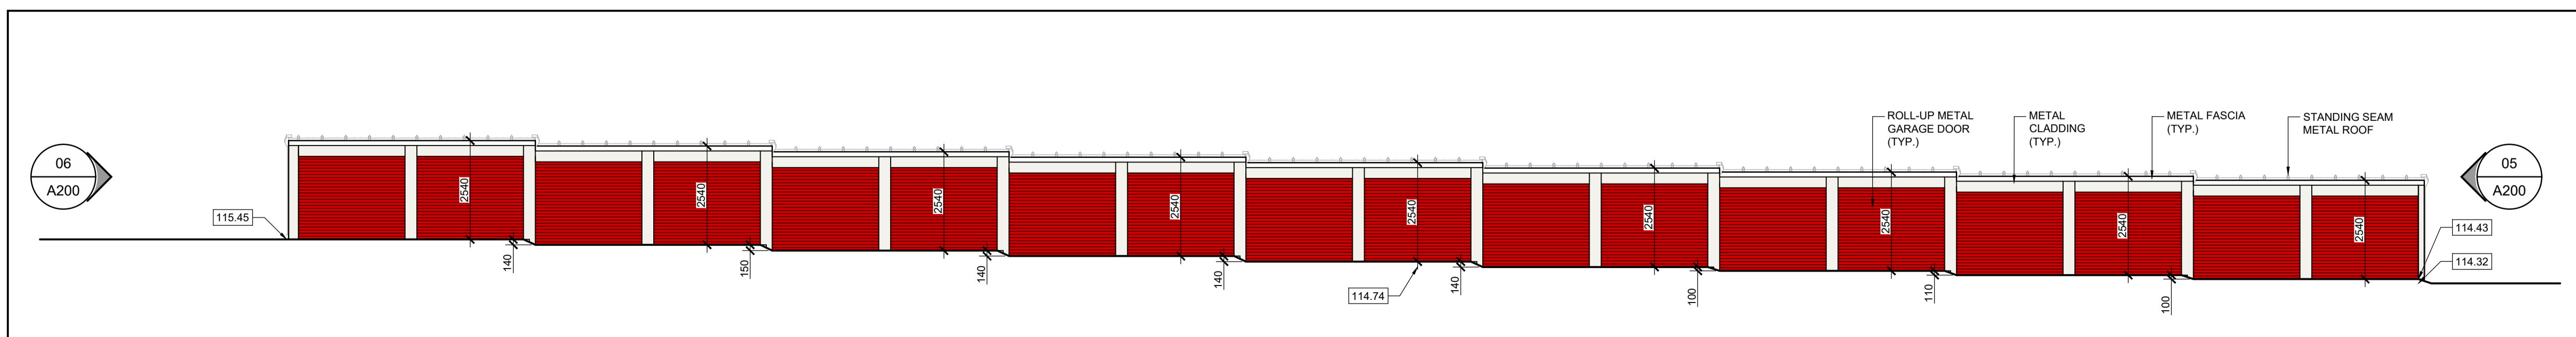 06
A200
115.45
2540
140
2540
150
2540
140
2540
140
2540
114.74
140
2540
100
ROLL-UP METAL
GARAGE DOOR
(TYP.)
2540
110
METAL
CLADDING
(TYP.)
2540
METAL FASCIA
(TYP.)
100
STANDING SEAM
METAL ROOF
2540
114.43
114.32
05
A200